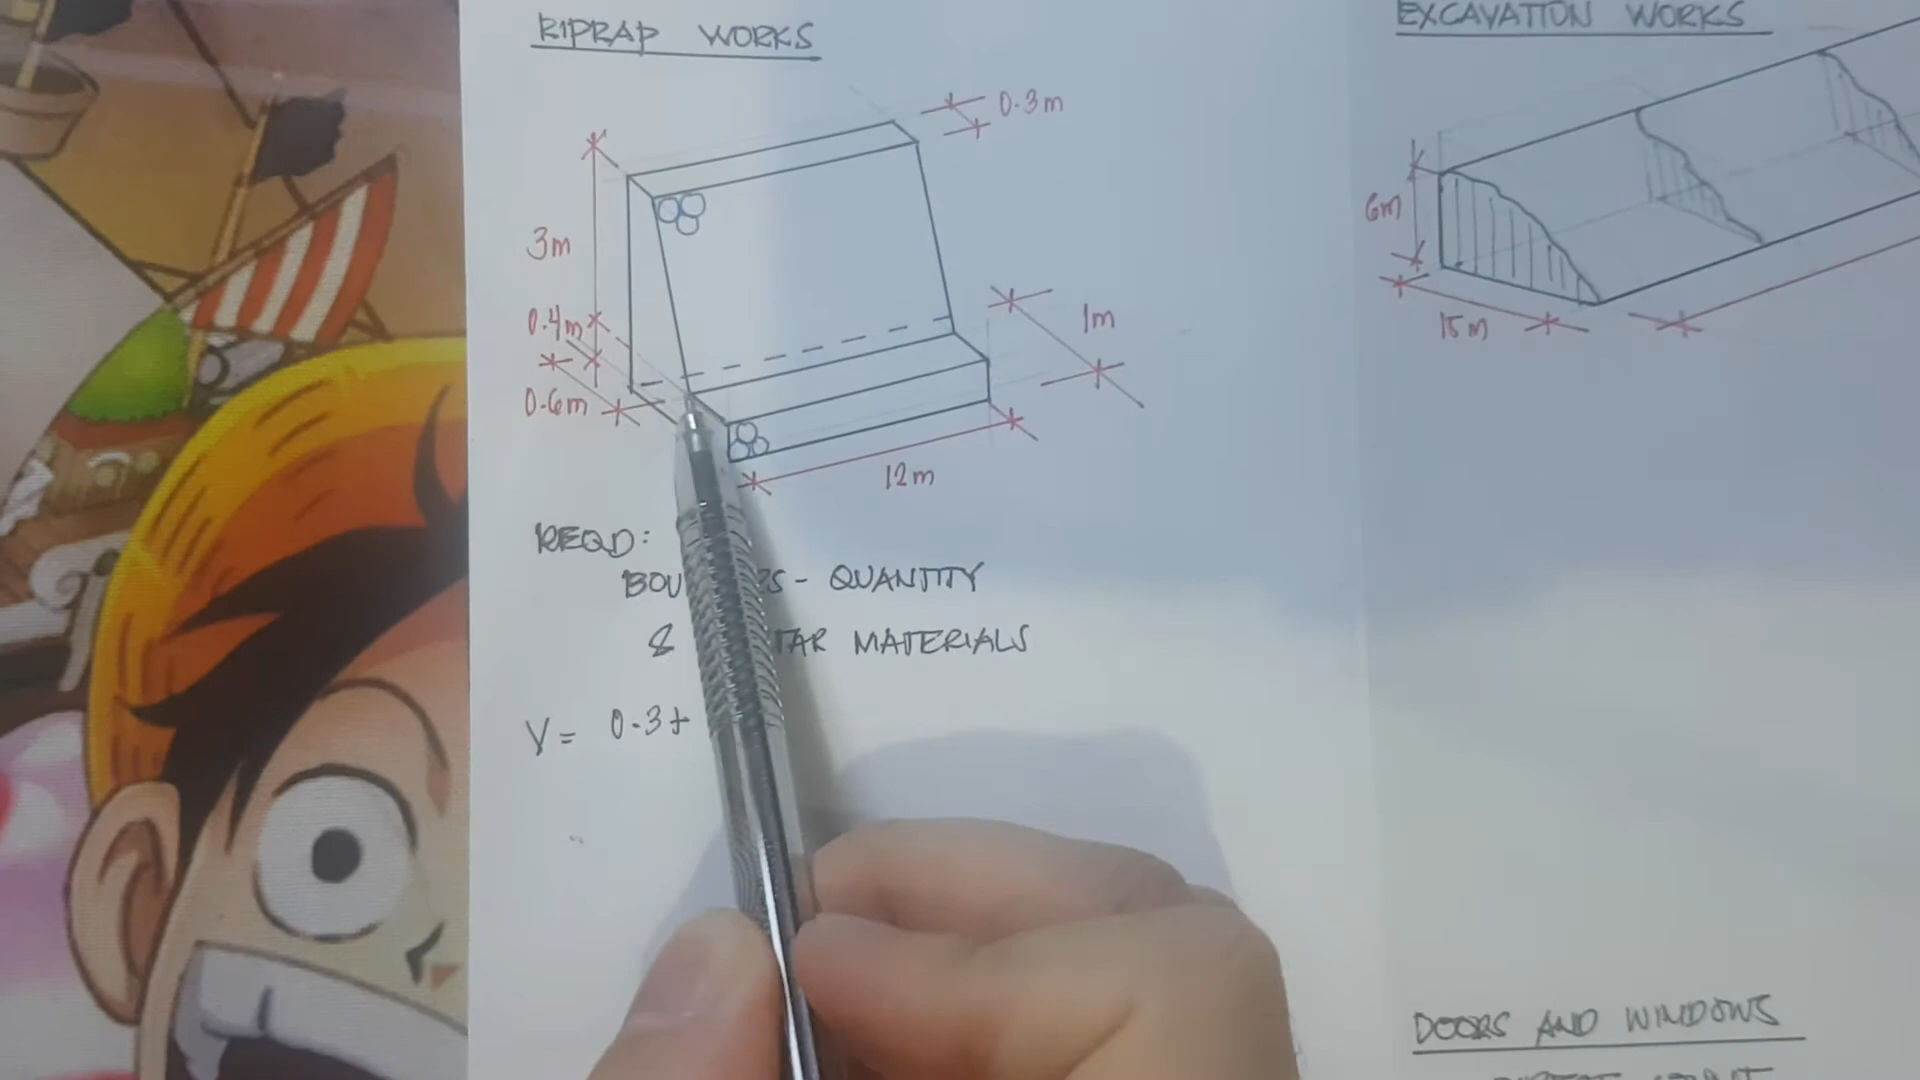 RIPRAP WORKS
0.3m
3m
0.4m
0.6m
1m
12m
REQD:
- QUANTITY
& MATERIALS
V = 0.3+
EXCAVATION WORKS
6m
15m
DOORS AND WINDOWS